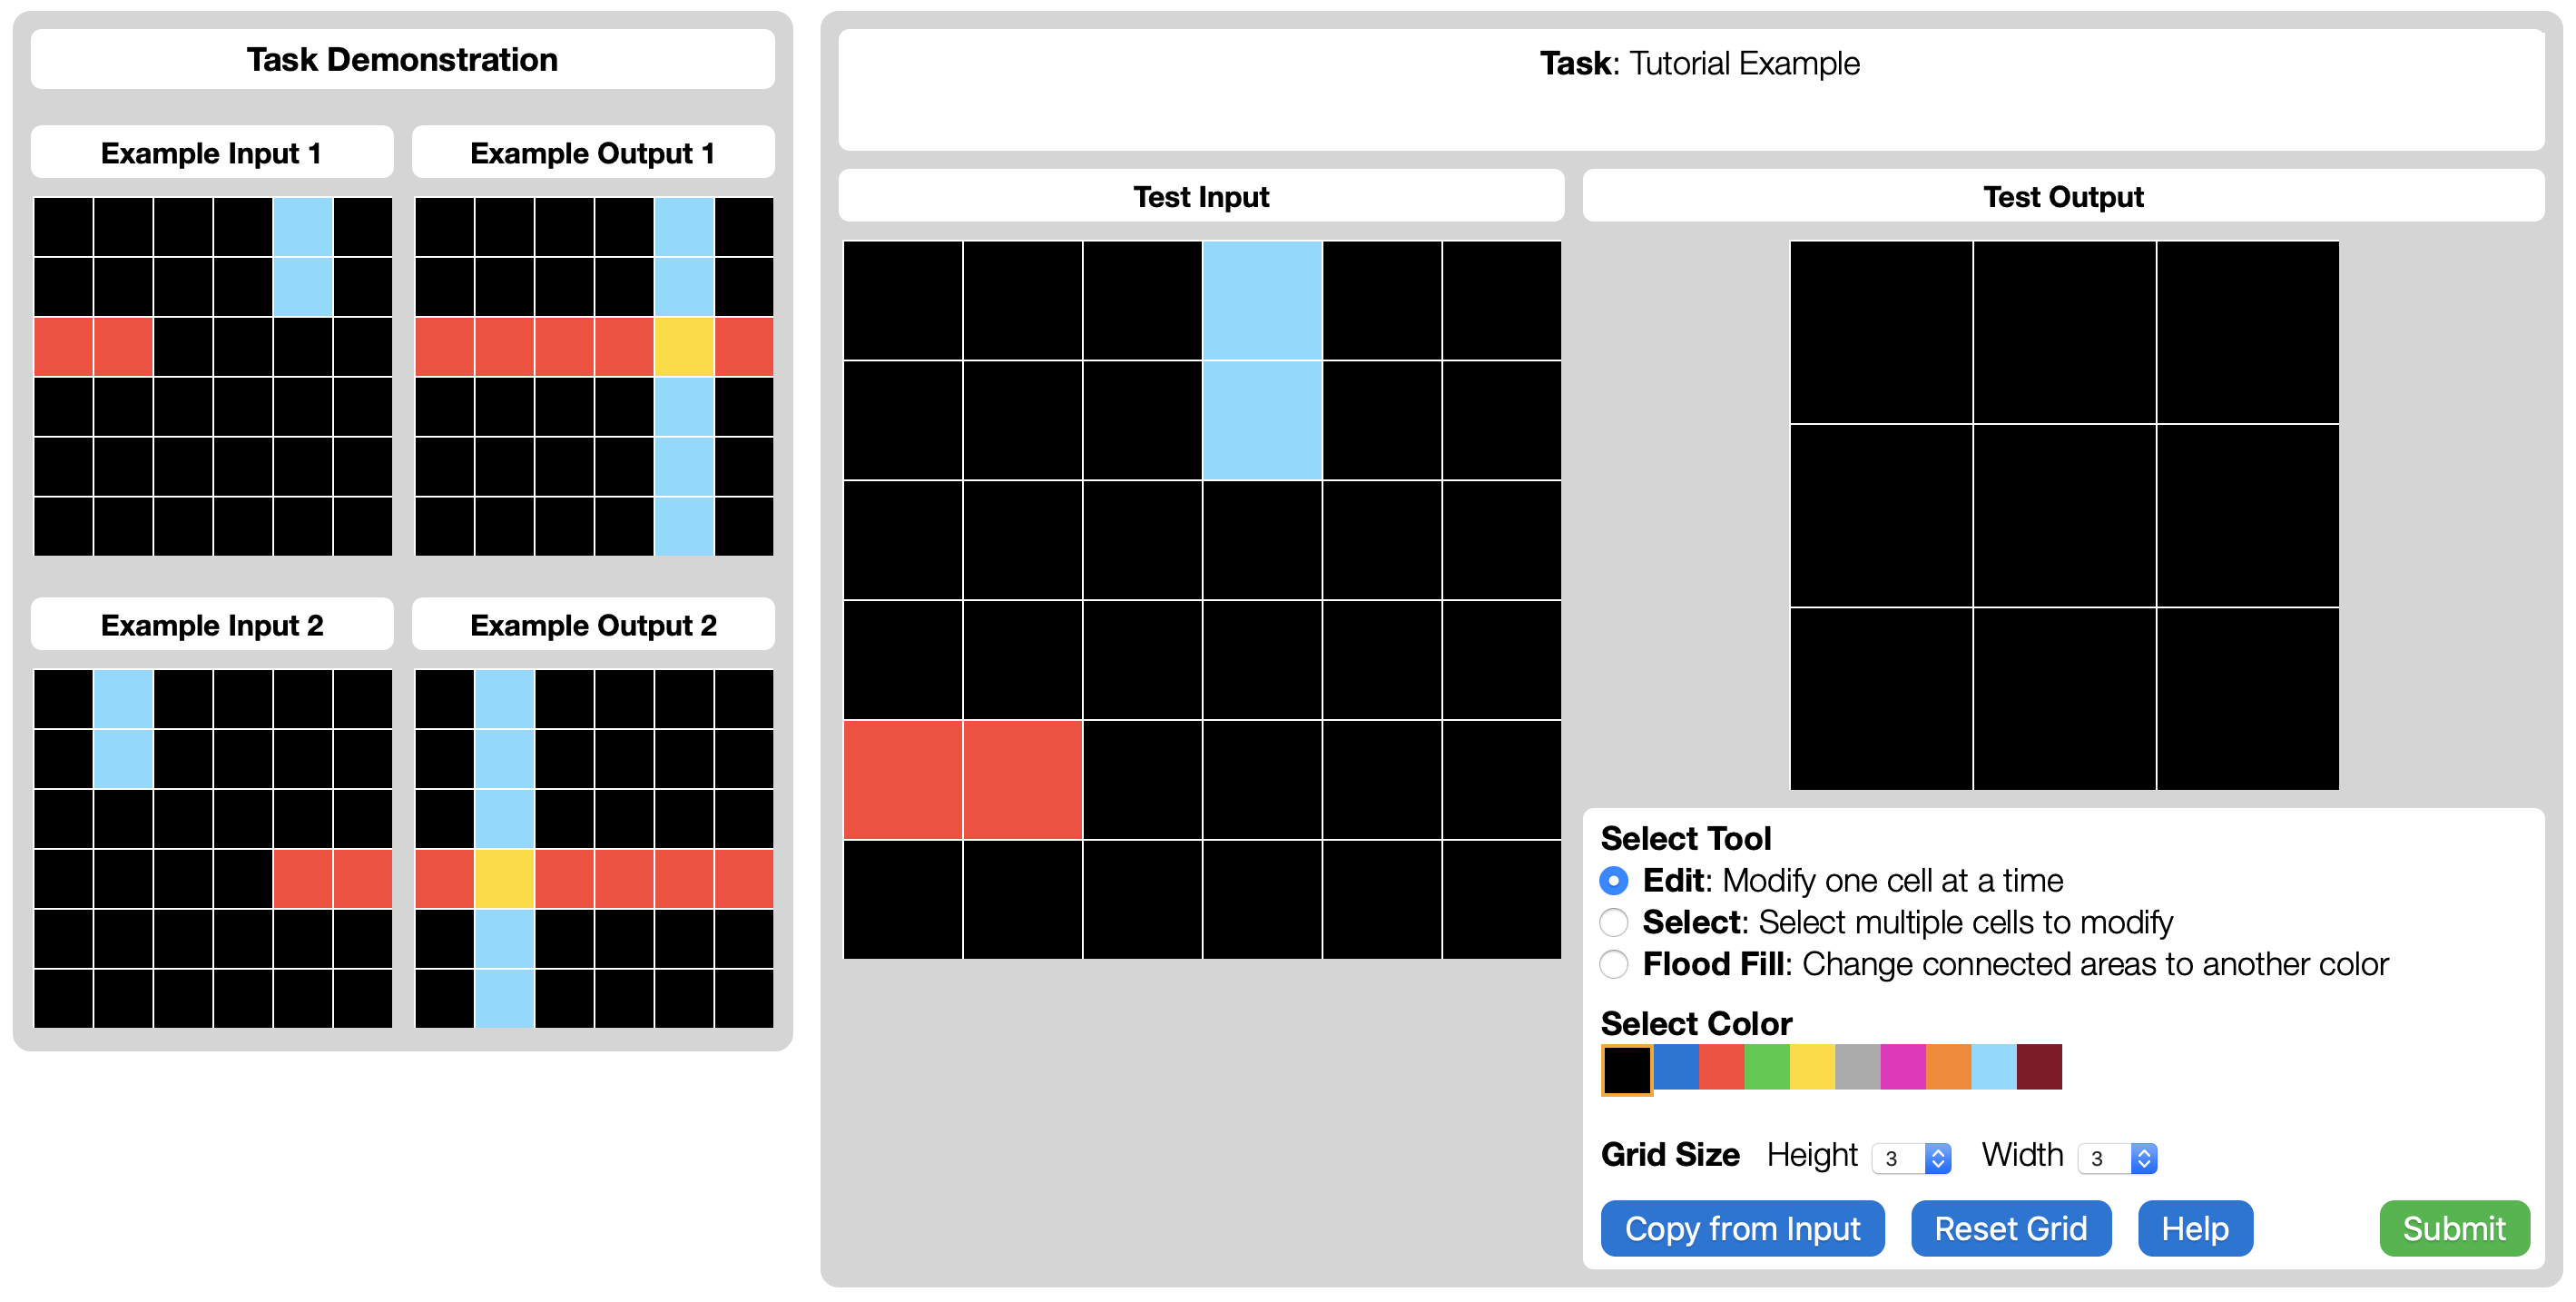 Task Demonstration
Example Input 1
Example Output 1
Example Input 2
Example Output 2
Task: Tutorial Example
Test Input
Test Output
Select Tool
Edit: Modify one cell at a time
Select: Select multiple cells to modify
Flood Fill: Change connected areas to another color
Select Color
Grid Size Height 3 Width 3
Copy from Input Reset Grid Help Submit